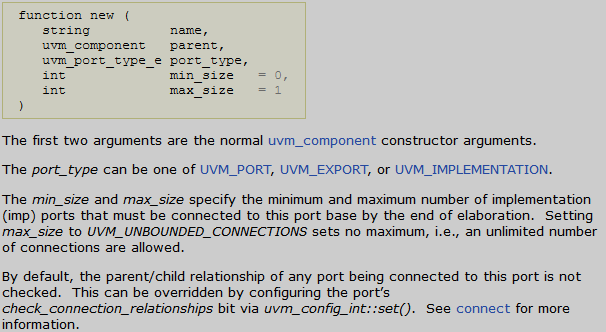 function new (
string name,
uvm_component parent,
uvm_port_type_e port_type,
int min_size = 0,
int max_size = 1
)
The first two arguments are the normal uvm_component constructor arguments.
The port_type can be one of UVM_PORT, UVM_EXPORT, or UVM_IMPLEMENTATION.
The min_size and max_size specify the minimum and maximum number of implementation
(imp) ports that must be connected to this port base by the end of elaboration. Setting
max_size to UVM_UNBOUNDED_CONNECTIONS sets no maximum, i.e., an unlimited number
of connections are allowed.
By default, the parent/child relationship of any port being connected to this port is not
checked. This can be overridden by configuring the port’s
check_connection_relationships bit via uvm_config_int::set(). See connect for more
information.